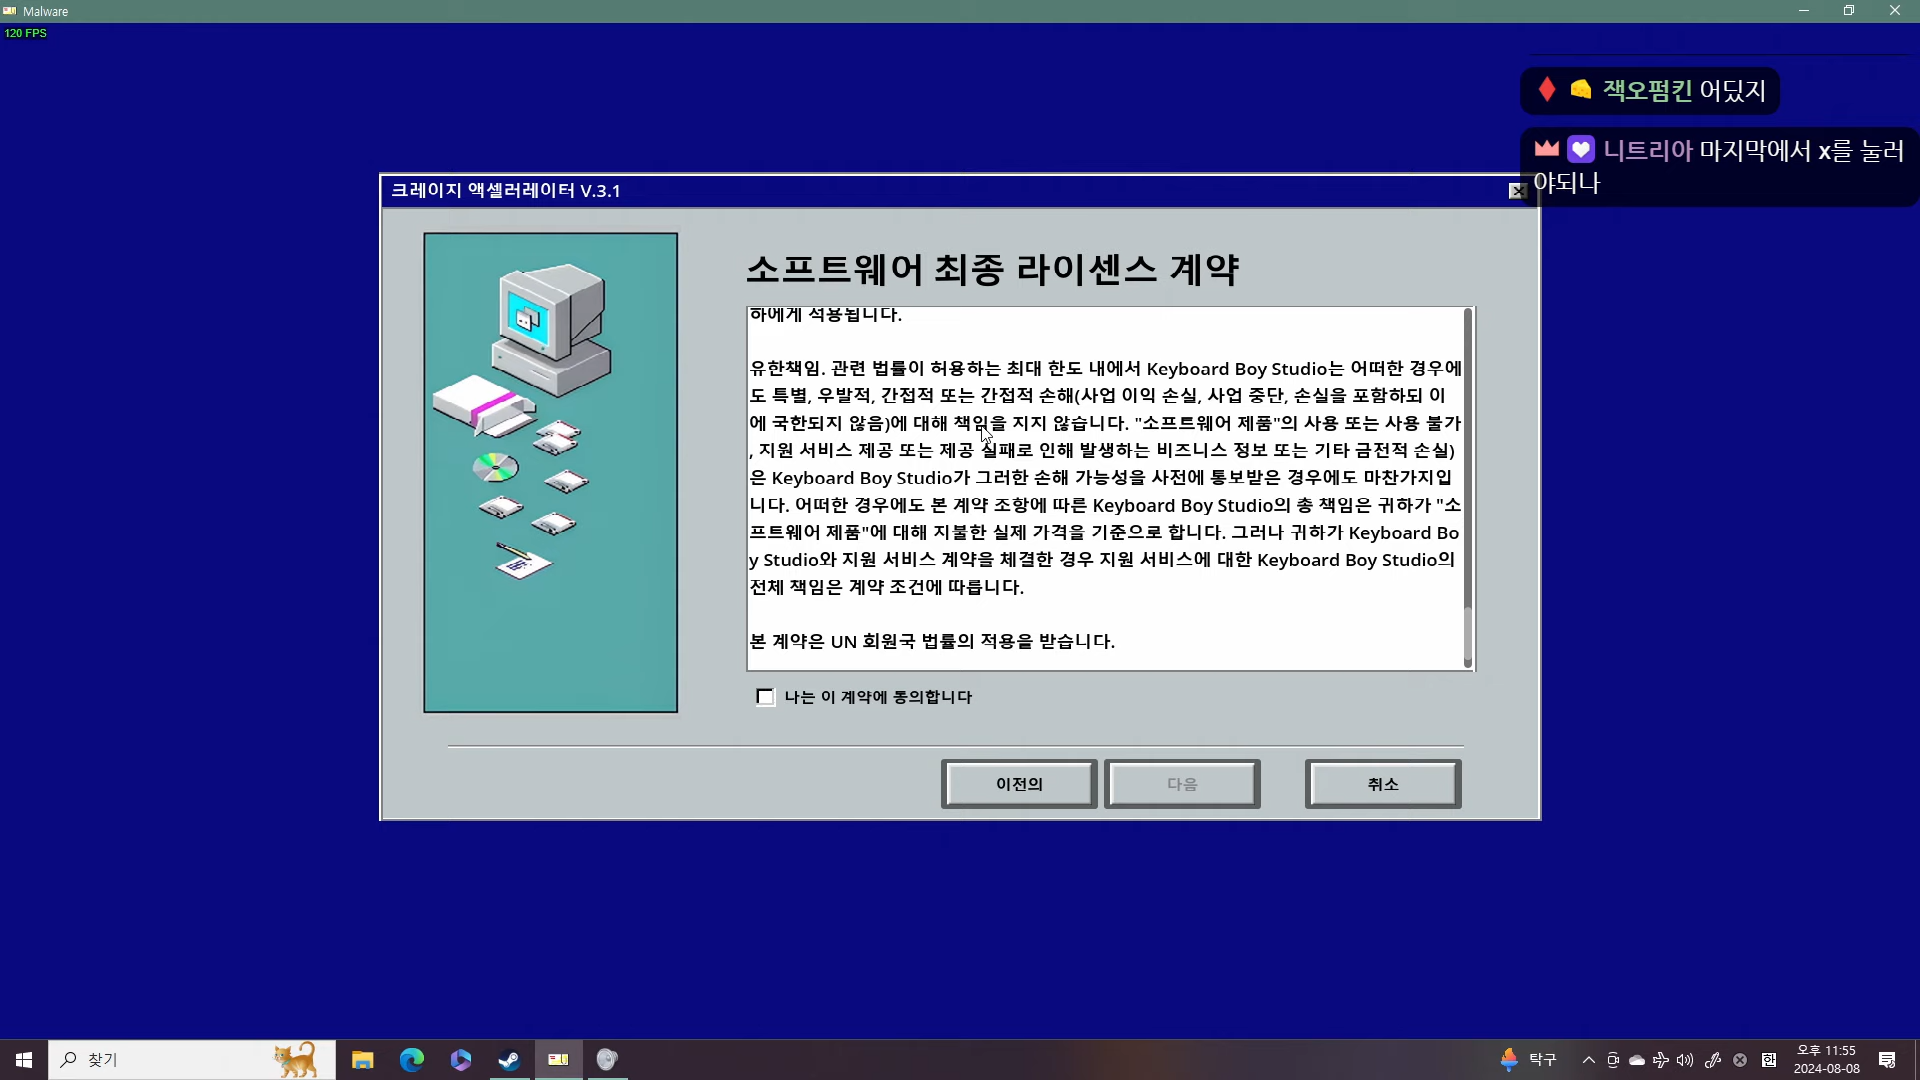 Malware
120 FPS
잭오펌킨 어딨지
니트리아 마지막에서 x를 눌러
야되나
크레이지 액셀러레이터 V.3.1
소프트웨어 최종 라이센스 계약
하에게 적용됩니다.
유한책임. 관련 법률이 허용하는 최대 한도 내에서 Keyboard Boy Studio는 어떠한 경우에
도 특별, 우발적, 간접적 또는 간접적 손해(사업 이익 손실, 사업 중단, 손실을 포함하되 이
에 국한되지 않음)에 대해 책임을 지지 않습니다. "소프트웨어 제품"의 사용 또는 사용 불가
, 지원 서비스 제공 또는 제공 실패로 인해 발생하는 비즈니스 정보 또는 기타 금전적 손실)
은 Keyboard Boy Studio가 그러한 손해 가능성을 사전에 통보받은 경우에도 마찬가지입
니다. 어떠한 경우에도 본 계약 조항에 따른 Keyboard Boy Studio의 총 책임은 귀하가 "소
프트웨어 제품"에 대해 지불한 실제 가격을 기준으로 합니다. 그러나 귀하가 Keyboard Bo
y Studio와 지원 서비스 계약을 체결한 경우 지원 서비스에 대한 Keyboard Boy Studio의
전체 책임은 계약 조건에 따릅니다.
본 계약은 UN 회원국 법률의 적용을 받습니다.
나는 이 계약에 동의합니다
이전의
다음
취소
찾기
탁구
한
오후 11:55
2024-08-08